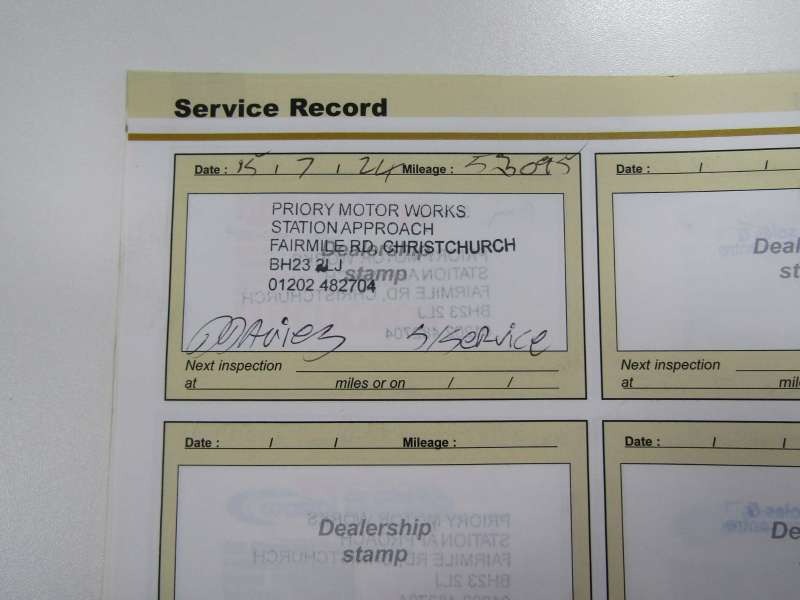 Service Record
Date : 15 / 7 / 24 Mileage : 53095
PRIORY MOTOR WORKS
STATION APPROACH
FAIRMILE RD, CHRISTCHURCH
BH23 2LJ
01202 482704
Dealership
stamp
Davies S/Service
Next inspection
at miles or on / /
Date : / /
Next inspection
at
Date : / / Mileage :
Dealership
stamp
Date : / /